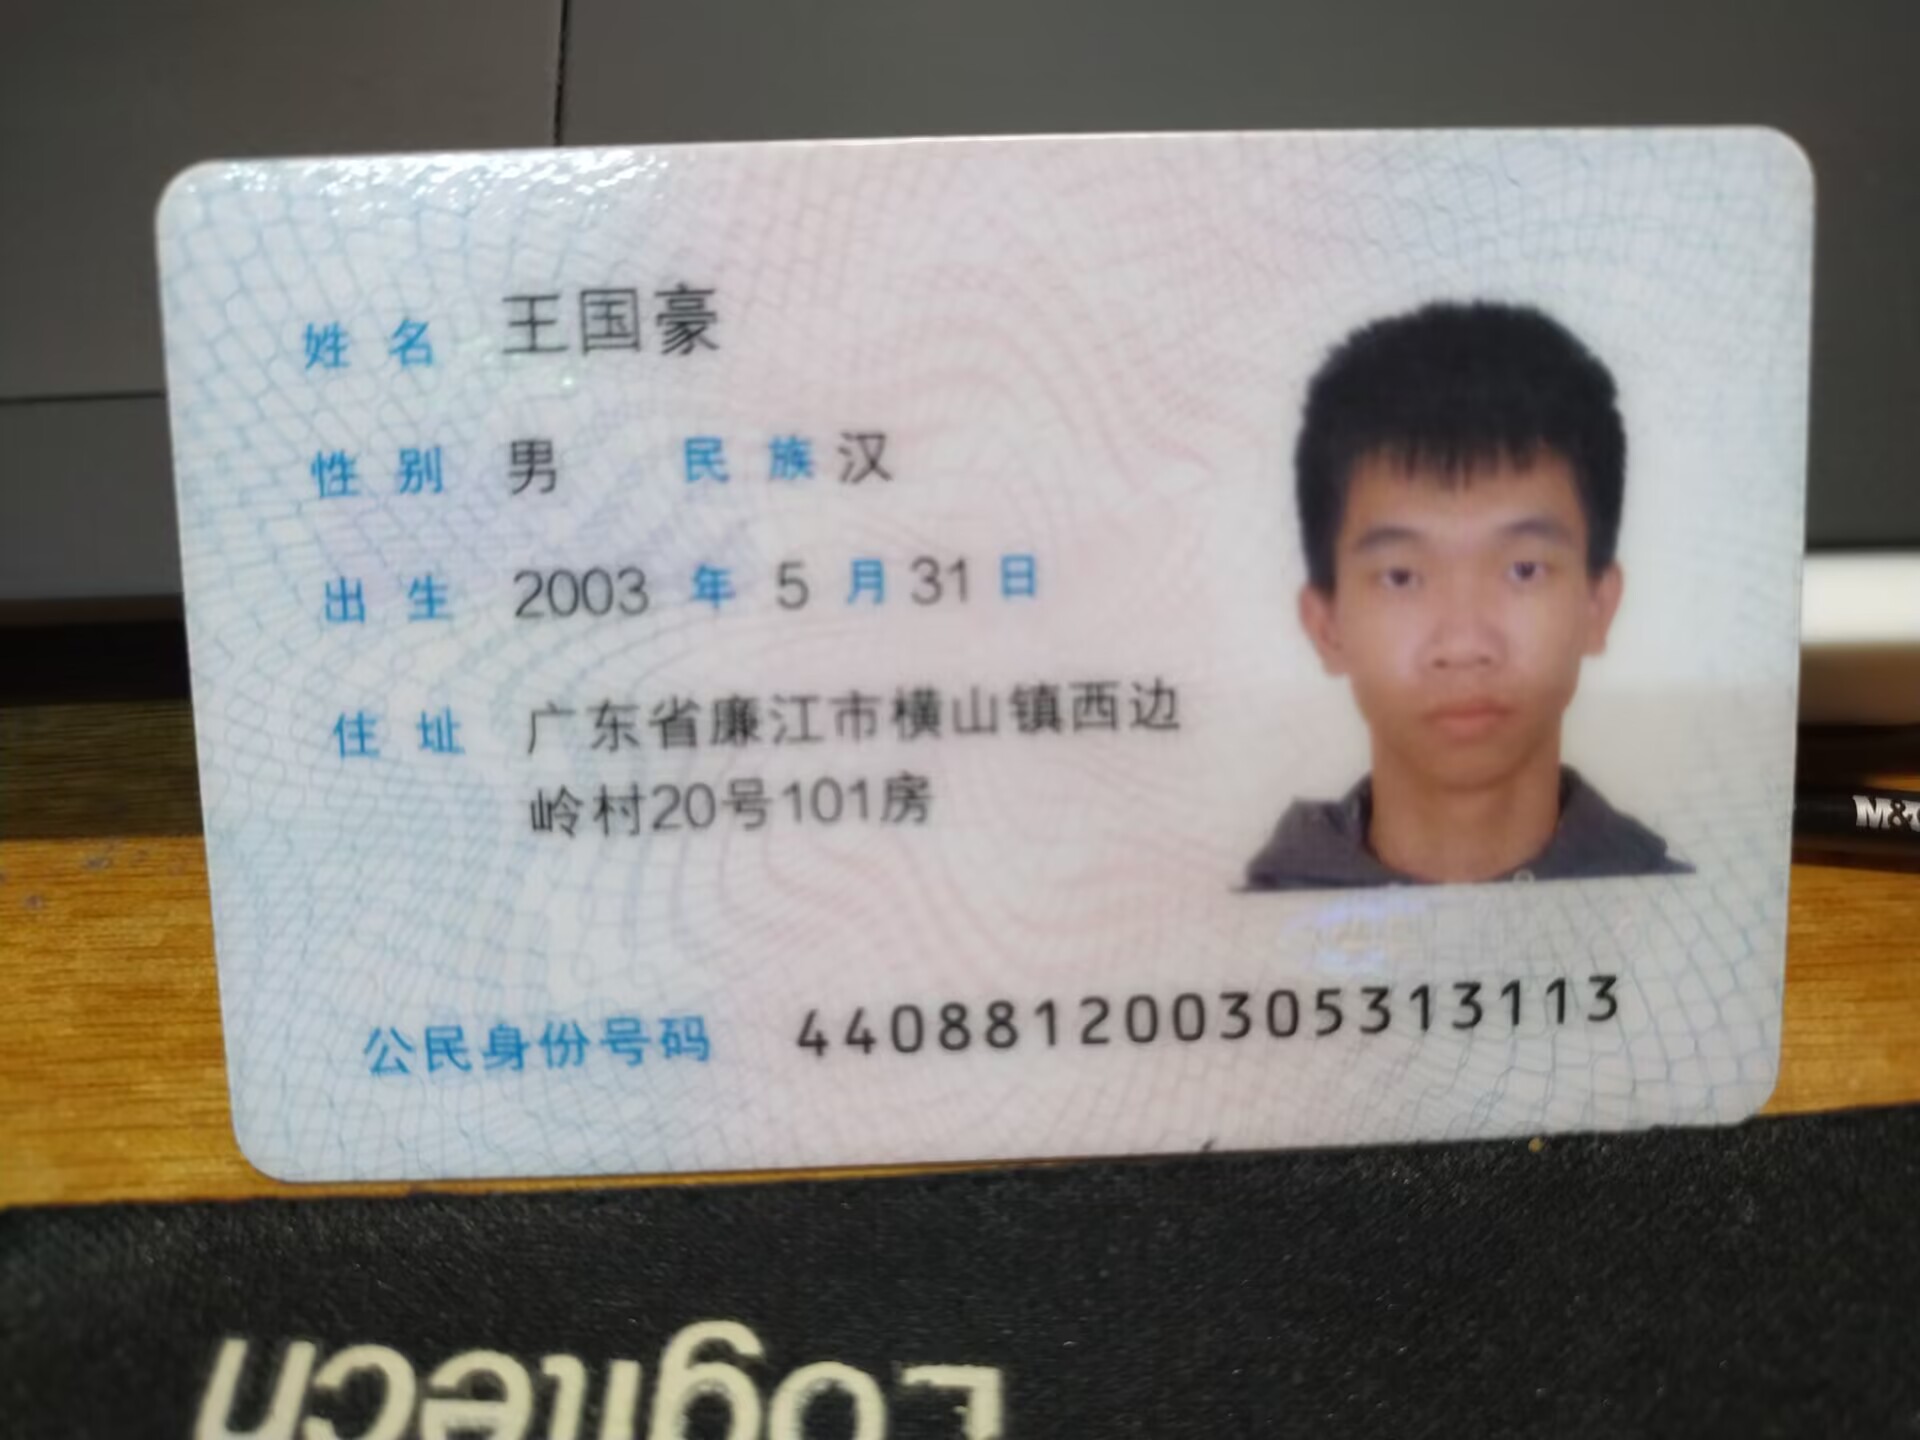 姓名 王国豪
性别 男 民族 汉
出生 2003 年 5 月 31 日
住址 广东省廉江市横山镇西边
岭村20号101房
公民身份号码 440881200305313113
M&G
Logitech